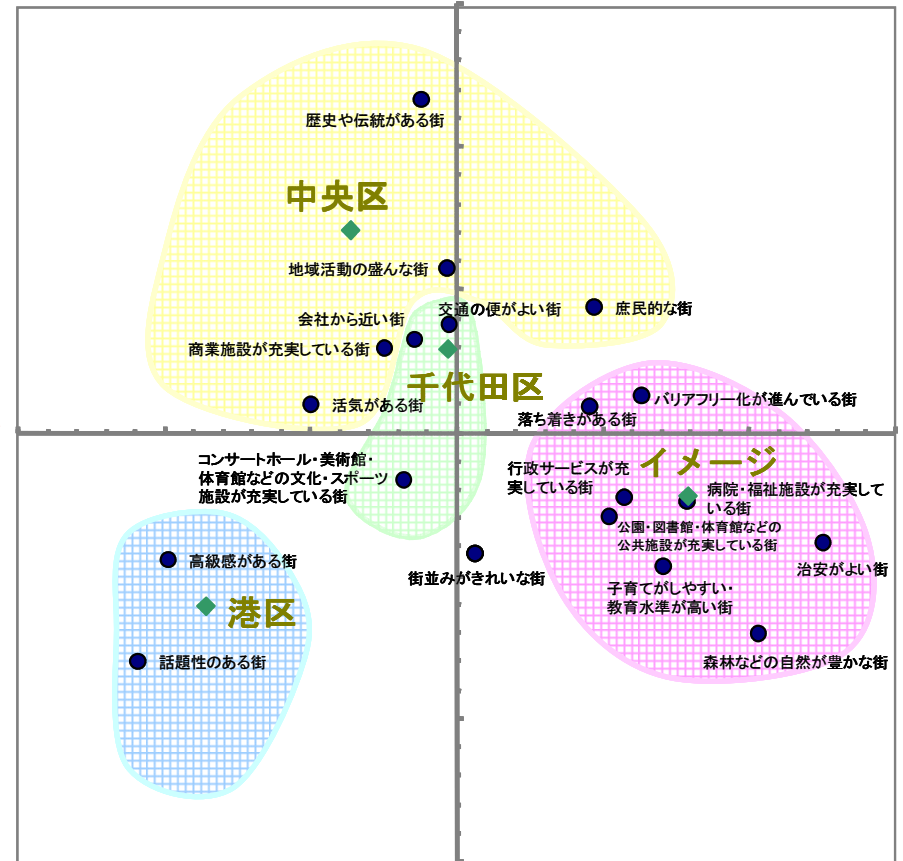 歴史や伝統がある街
中央区
地域活動の盛んな街
交通の便がよい街
庶民的な街
会社から近い街
商業施設が充実している街
千代田区
活気がある街
バリアフリー化が進んでいる街
落ち着きがある街
コンサートホール・美術館・
体育館などの文化・スポーツ
施設が充実している街
イメージ
行政サービスが充
実している街
病院・福祉施設が充実して
いる街
公園・図書館・体育館などの
公共施設が充実している街
高級感がある街
街並みがきれいな街
治安がよい街
子育てがしやすい・
教育水準が高い街
港区
話題性のある街
森林などの自然が豊かな街